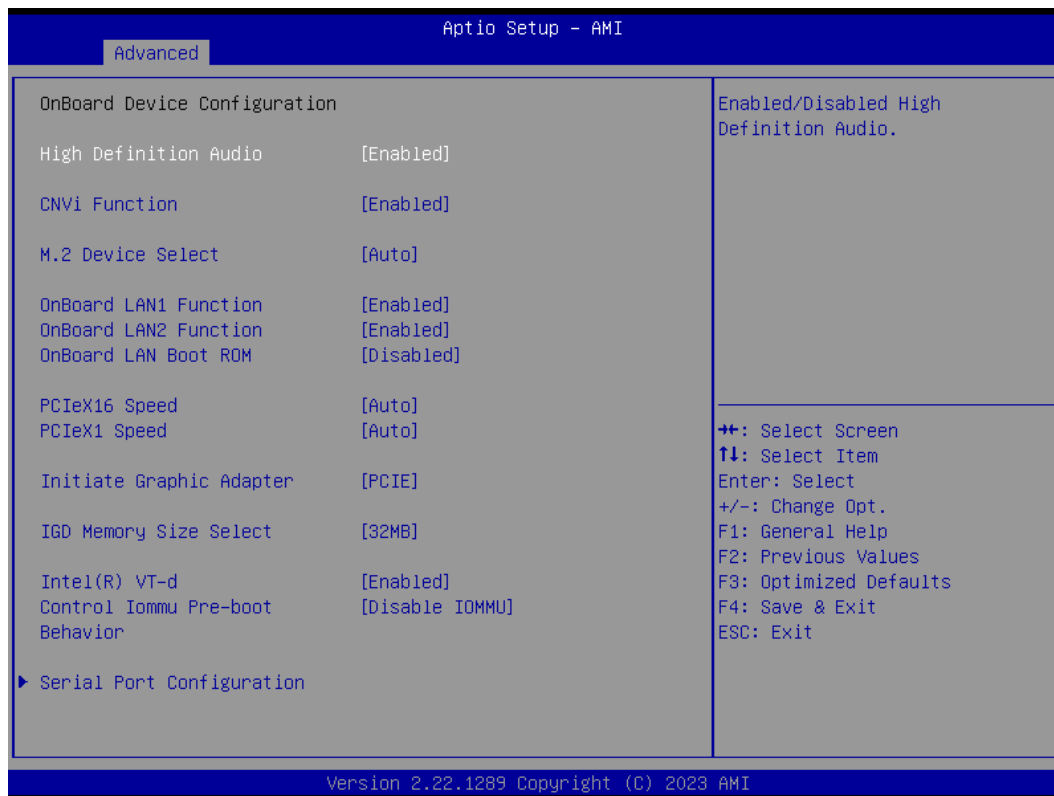 Aptio Setup – AMI
Advanced
OnBoard Device Configuration
High Definition Audio [Enabled]
CNVi Function [Enabled]
M.2 Device Select [Auto]
OnBoard LAN1 Function [Enabled]
OnBoard LAN2 Function [Enabled]
OnBoard LAN Boot ROM [Disabled]
PCIeX16 Speed [Auto]
PCIeX1 Speed [Auto]
Initiate Graphic Adapter [PCIE]
IGD Memory Size Select [32MB]
Intel(R) VT-d [Enabled]
Control Iommu Pre-boot [Disable IOMMU]
Behavior
Serial Port Configuration
Enabled/Disabled High
Definition Audio.
→←: Select Screen
↑↓: Select Item
Enter: Select
+/-: Change Opt.
F1: General Help
F2: Previous Values
F3: Optimized Defaults
F4: Save & Exit
ESC: Exit
Version 2.22.1289 Copyright (C) 2023 AMI